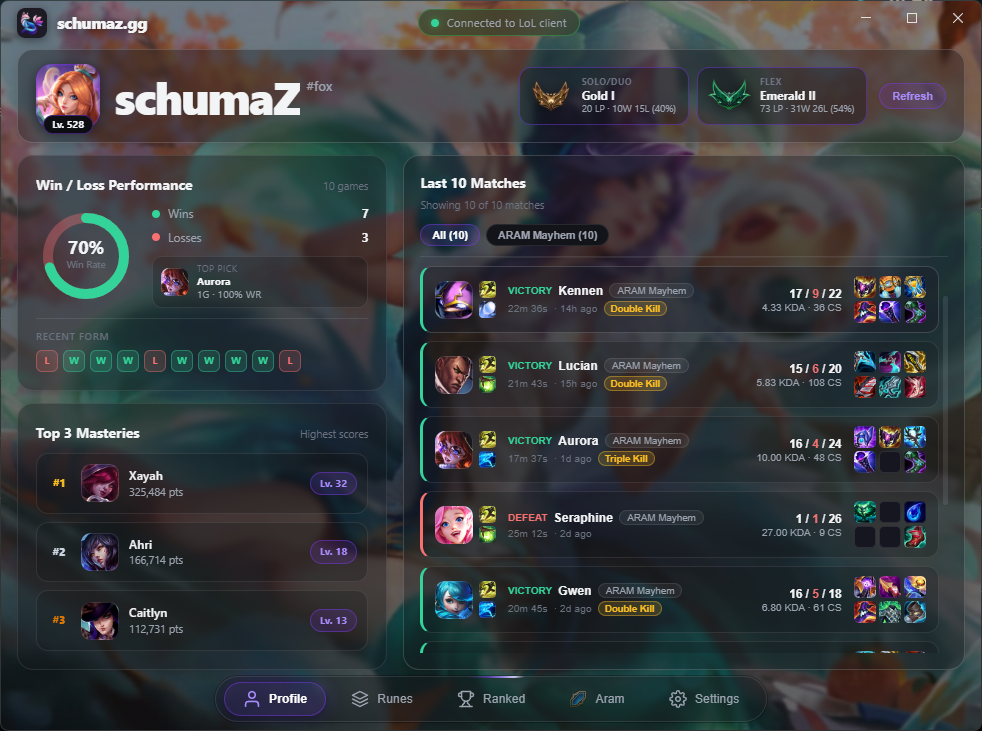 schumaz.gg
Connected to LoL client
schumaZ #fox
Lv. 528
SOLO/DUO
Gold I
20 LP · 10W 15L (40%)
FLEX
Emerald II
73 LP · 31W 26L (54%)
Refresh
Win / Loss Performance
10 games
70%
Win Rate
Wins 7
Losses 3
TOP PICK
Aurora
1G · 100% WR
RECENT FORM
L W W W L W W W W L
Top 3 Masteries
Highest scores
#1
Xayah
325,484 pts
Lv. 32
#2
Ahri
166,714 pts
Lv. 18
#3
Caitlyn
112,731 pts
Lv. 13
Last 10 Matches
Showing 10 of 10 matches
All (10)
ARAM Mayhem (10)
VICTORY Kennen ARAM Mayhem
22m 36s · 14h ago Double Kill
17 / 9 / 22
4.33 KDA · 36 CS
VICTORY Lucian ARAM Mayhem
21m 43s · 15h ago Double Kill
15 / 6 / 20
5.83 KDA · 108 CS
VICTORY Aurora ARAM Mayhem
17m 37s · 1d ago Triple Kill
16 / 4 / 24
10.00 KDA · 48 CS
DEFEAT Seraphine ARAM Mayhem
25m 12s · 2d ago
1 / 1 / 26
27.00 KDA · 9 CS
VICTORY Gwen ARAM Mayhem
20m 45s · 2d ago Double Kill
16 / 5 / 18
6.80 KDA · 61 CS
Profile
Runes
Ranked
Aram
Settings